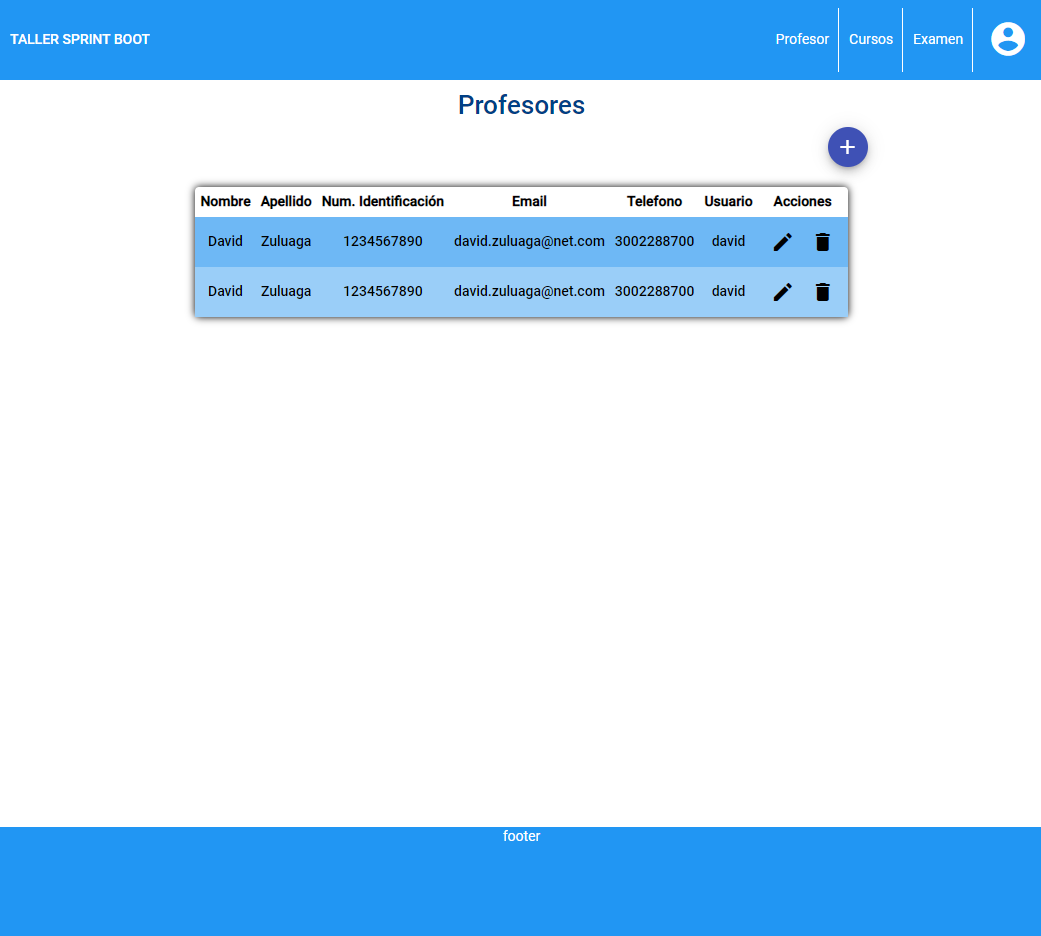 TALLER SPRINT BOOT
Profesor Cursos Examen
Profesores
Nombre Apellido Num. Identificación Email Telefono Usuario Acciones
David Zuluaga 1234567890 david.zuluaga@net.com 3002288700 david
David Zuluaga 1234567890 david.zuluaga@net.com 3002288700 david
footer